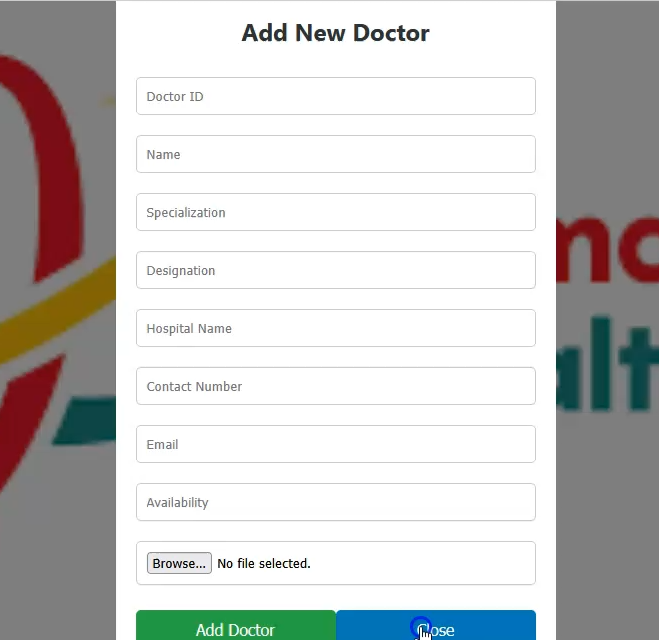 Add New Doctor
Doctor ID
Name
Specialization
Designation
Hospital Name
Contact Number
Email
Availability
Browse... No file selected.
Add Doctor Close